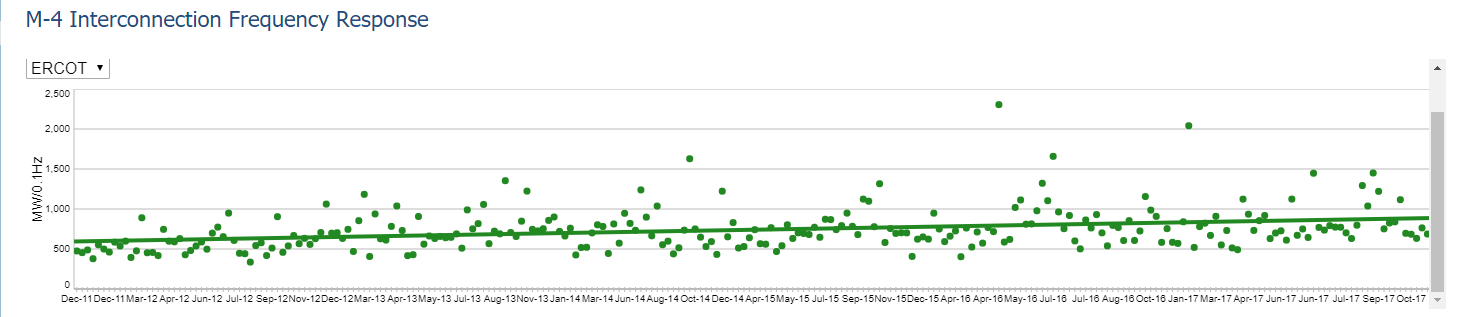 M-4 Interconnection Frequency Response
ERCOT
MW/0.1Hz
2,500
2,000
1,500
1,000
500
0
Dec-11 Dec-11 Mar-12 Apr-12 Jun-12 Jul-12 Sep-12 Nov-12 Dec-12 Mar-13 Apr-13 May-13 Jul-13 Aug-13 Nov-13 Jan-14 Mar-14 Jun-14 Aug-14 Oct-14 Dec-14 Apr-15 May-15 Jul-15 Sep-15 Nov-15 Dec-15 Apr-16 Apr-16 May-16 Jul-16 Jul-16 Aug-16 Oct-16 Jan-17 Mar-17 Apr-17 Jun-17 Jun-17 Jul-17 Sep-17 Oct-17